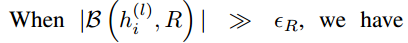 When |ℬ(h_i^{(l)}, R)| ≫ ϵ_R, we have